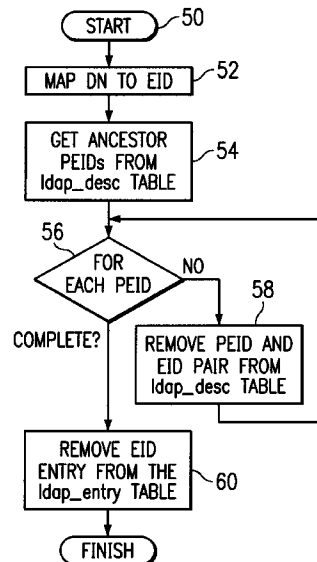 START
50
MAP DN TO EID
52
GET ANCESTOR
PEIDs FROM
ldap_desc TABLE
54
56
FOR
EACH PEID
NO
COMPLETE?
58
REMOVE PEID AND
EID PAIR FROM
ldap_desc TABLE
REMOVE EID
ENTRY FROM THE
ldap_entry TABLE
60
FINISH